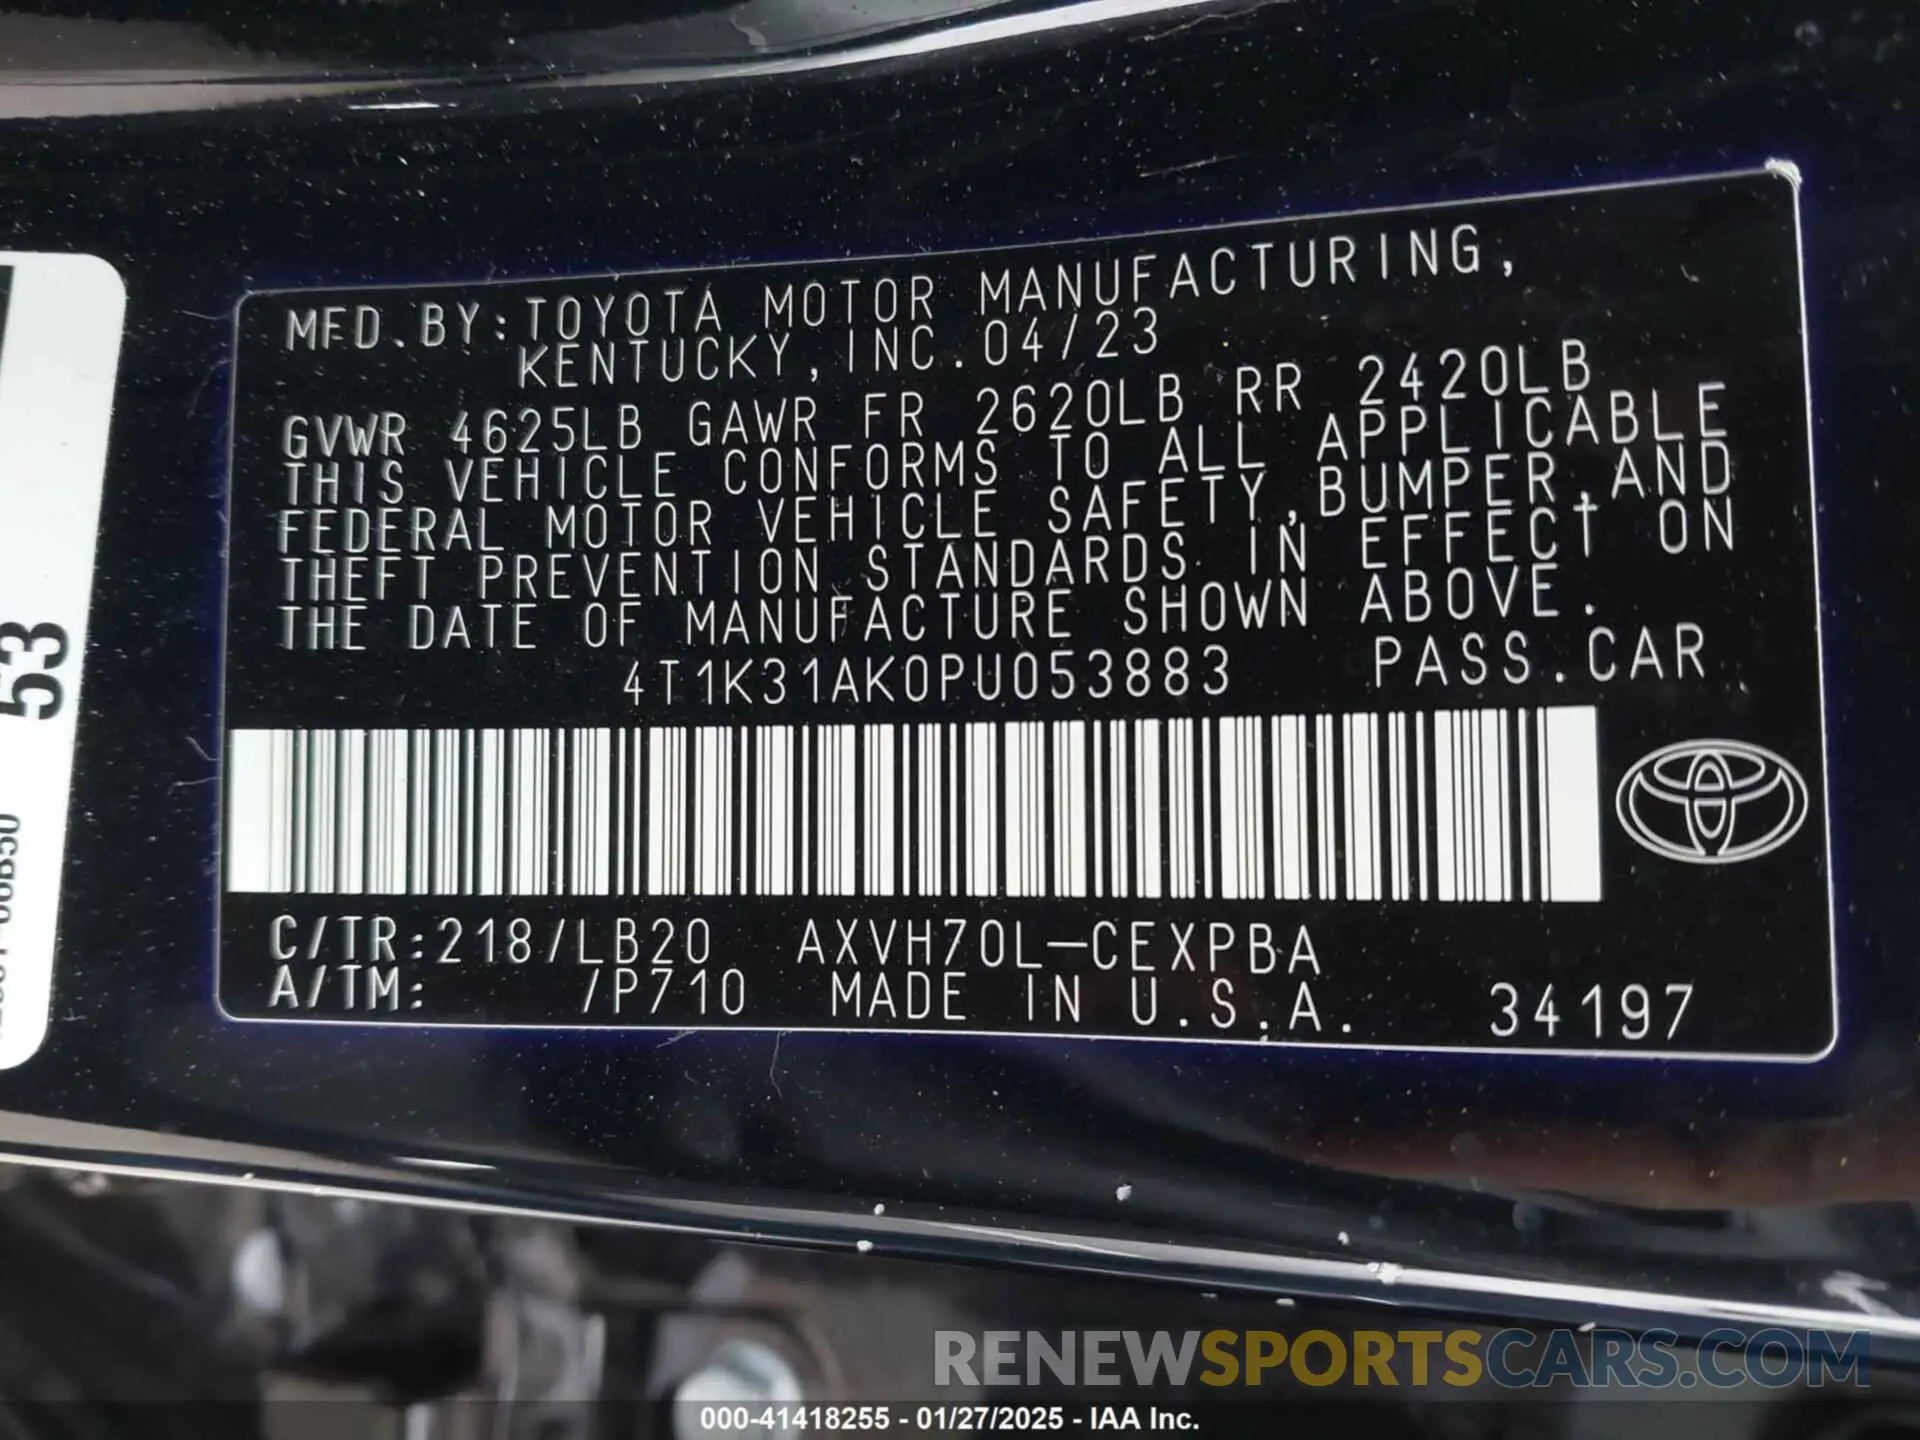 MFD.BY:TOYOTA MOTOR MANUFACTURING,
KENTUCKY,INC.04/23
GVWR 4625LB GAWR FR 2620LB RR 2420LB
THIS VEHICLE CONFORMS TO ALL APPLICABLE
FEDERAL MOTOR VEHICLE SAFETY,BUMPER,AND
THEFT PREVENTION STANDARDS IN EFFECT ON
THE DATE OF MANUFACTURE SHOWN ABOVE.
4T1K31AK0PU053883 PASS.CAR
C/TR:218/LB20 AXVH70L-CEXPBA
A/TM: /P710 MADE IN U.S.A. 34197
53
RENEWSPORTSCARS.COM
000-41418255 - 01/27/2025 - IAA Inc.